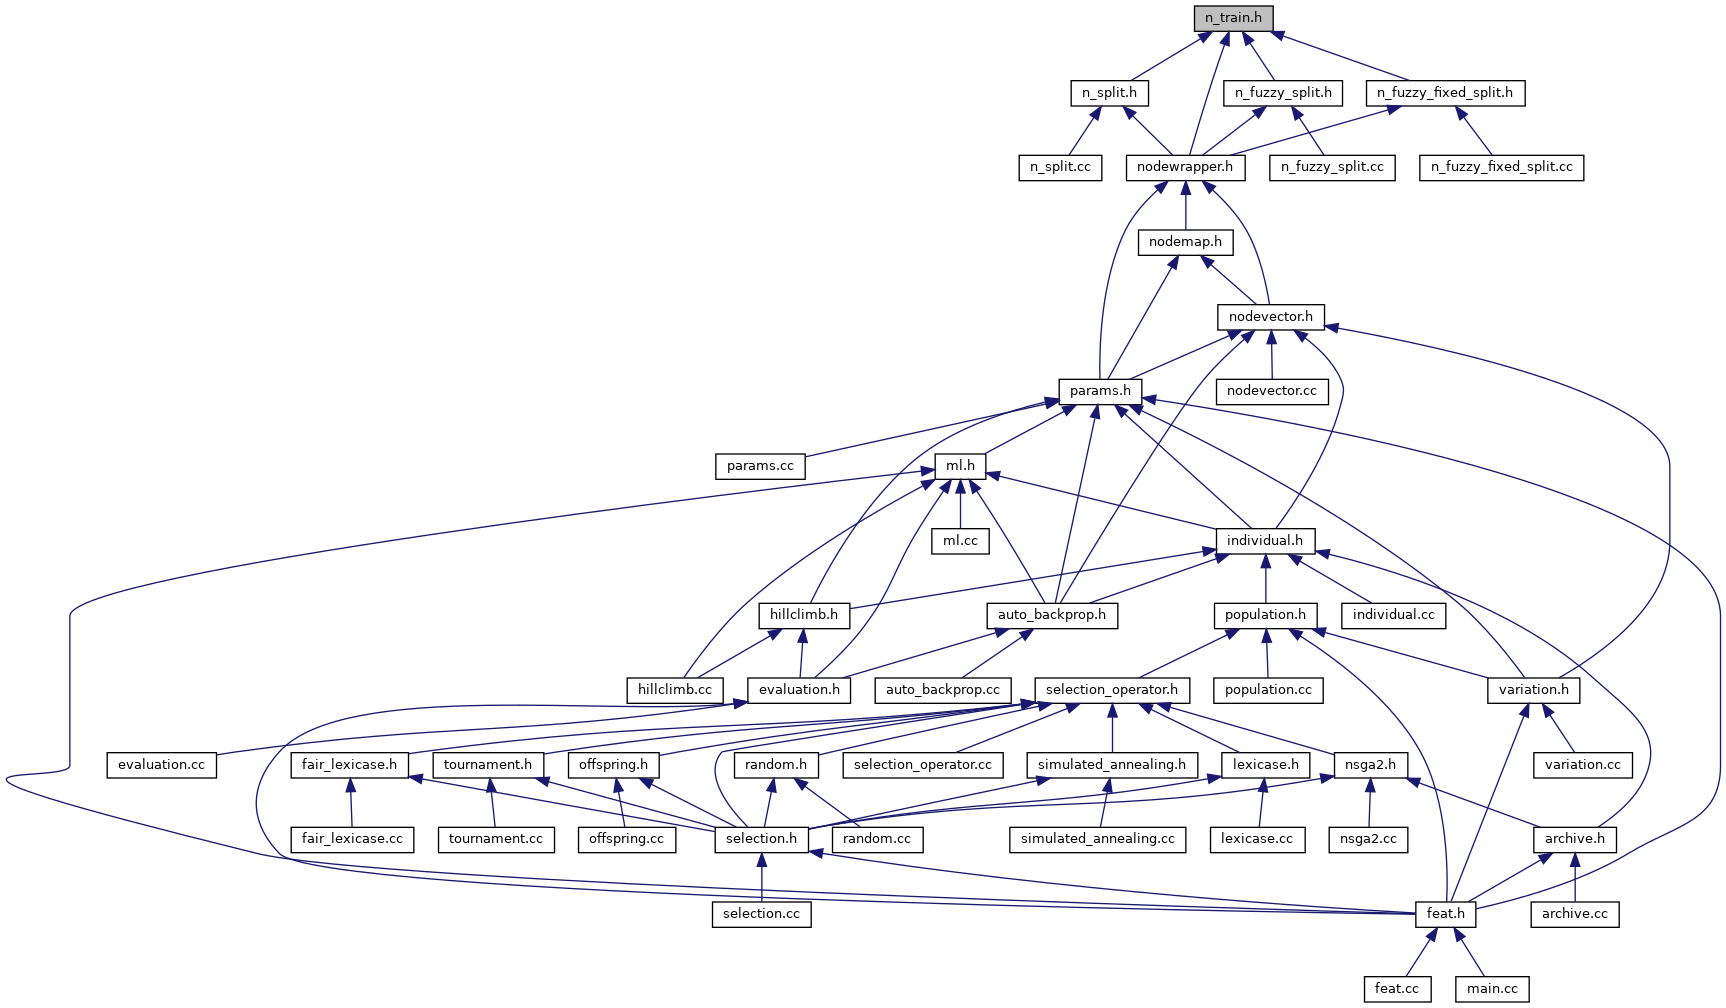 n_train.h
n_split.h
n_fuzzy_split.h
n_fuzzy_fixed_split.h
n_split.cc
nodewrapper.h
n_fuzzy_split.cc
n_fuzzy_fixed_split.cc
nodemap.h
nodevector.h
params.h
nodevector.cc
params.cc
ml.h
ml.cc
individual.h
hillclimb.h
auto_backprop.h
population.h
individual.cc
hillclimb.cc
evaluation.h
auto_backprop.cc
selection_operator.h
population.cc
variation.h
evaluation.cc
fair_lexicase.h
tournament.h
offspring.h
random.h
selection_operator.cc
simulated_annealing.h
lexicase.h
nsga2.h
variation.cc
fair_lexicase.cc
tournament.cc
offspring.cc
selection.h
random.cc
simulated_annealing.cc
lexicase.cc
nsga2.cc
archive.h
selection.cc
feat.h
archive.cc
feat.cc
main.cc